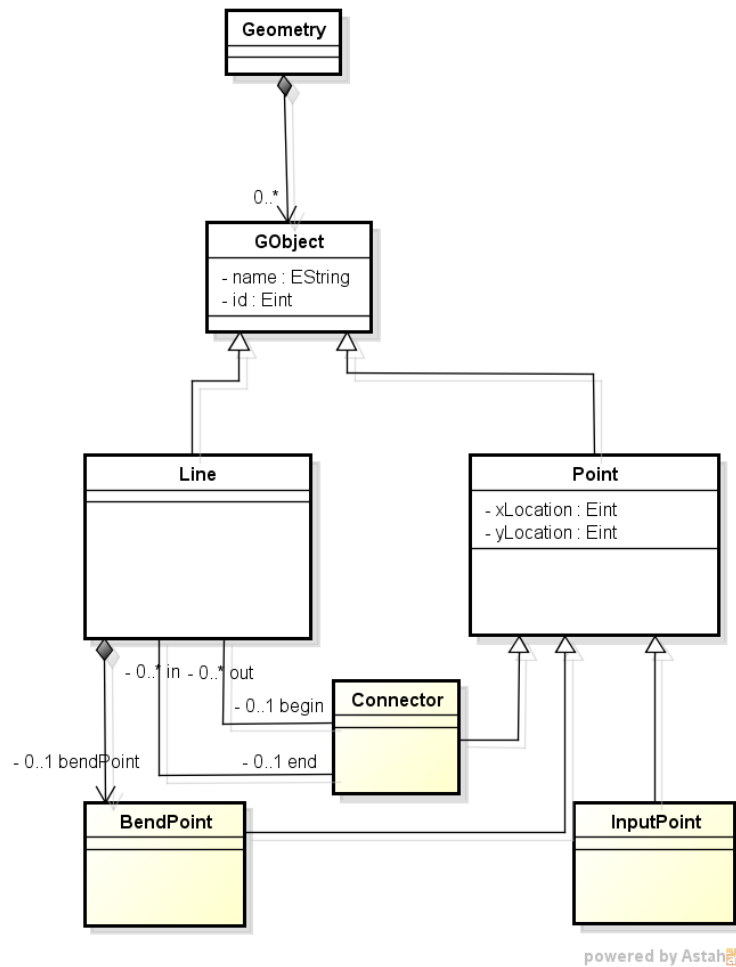 Geometry
0..*
GObject
- name : EString
- id : Eint
Line
Point
- xLocation : Eint
- yLocation : Eint
- 0..* in
- 0..* out
- 0..1 begin
Connector
- 0..1 end
- 0..1 bendPoint
BendPoint
InputPoint
powered by Astah